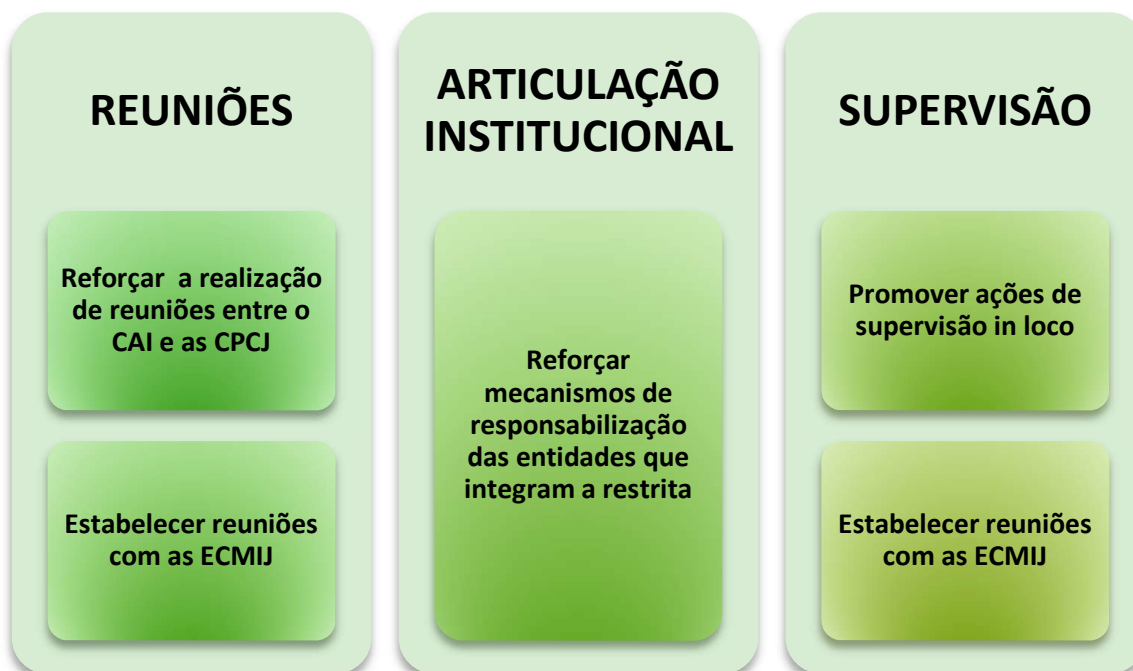 REUNIÕES
Reforçar a realização
de reuniões entre o
CAI e as CPCJ
Estabelecer reuniões
com as ECMIJ
ARTICULAÇÃO
INSTITUCIONAL
Reforçar
mecanismos de
responsabilização
das entidades que
integram a restrita
SUPERVISÃO
Promover ações de
supervisão in loco
Estabelecer reuniões
com as ECMIJ